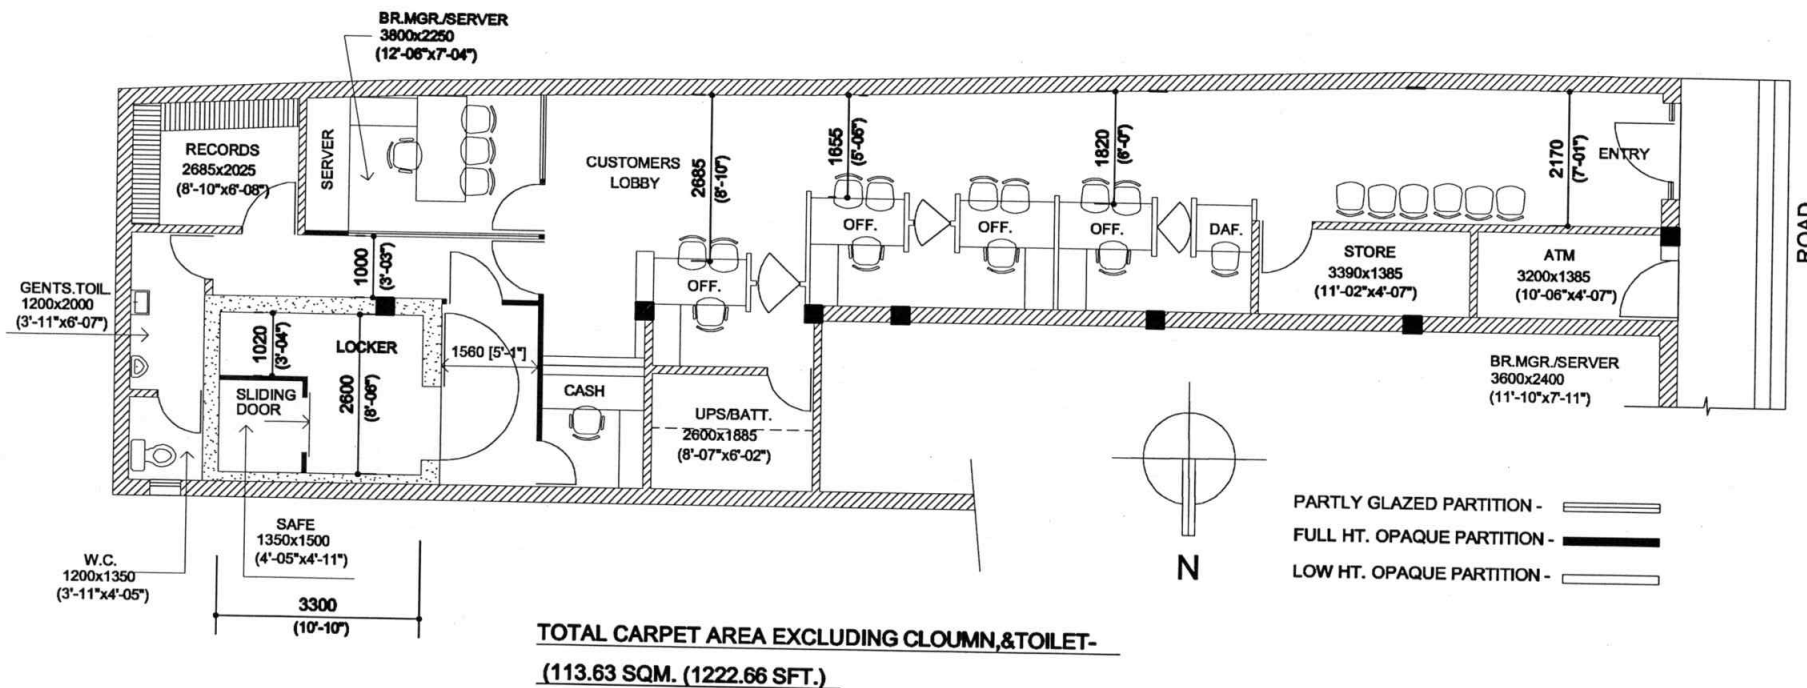 BR.MGR./SERVER
3800x2250
(12'-06"x7'-04")
RECORDS
2685x2025
(8'-10"x6'-08")
SERVER
CUSTOMERS
LOBBY
2685
(8'-10")
1655
(5'-05")
1820
(6'-0")
2170
(7'-01")
ENTRY
ROAD
OFF.
OFF.
OFF.
DAF.
OFF.
STORE
3390x1385
(11'-02"x4'-07")
ATM
3200x1385
(10'-06"x4'-07")
GENTS.TOIL.
1200x2000
(3'-11"x6'-07")
1000
(3'-03")
1020
(3'-04")
LOCKER
2600
(8'-06")
1560 [5'-1"]
SLIDING
DOOR
CASH
UPS/BATT.
2600x1885
(8'-07"x6'-02")
BR.MGR./SERVER
3600x2400
(11'-10"x7'-11")
SAFE
1350x1500
(4'-05"x4'-11")
W.C.
1200x1350
(3'-11"x4'-05")
3300
(10'-10")
N
PARTLY GLAZED PARTITION -
FULL HT. OPAQUE PARTITION -
LOW HT. OPAQUE PARTITION -
TOTAL CARPET AREA EXCLUDING CLOUMN,&TOILET-
(113.63 SQM. (1222.66 SFT.)